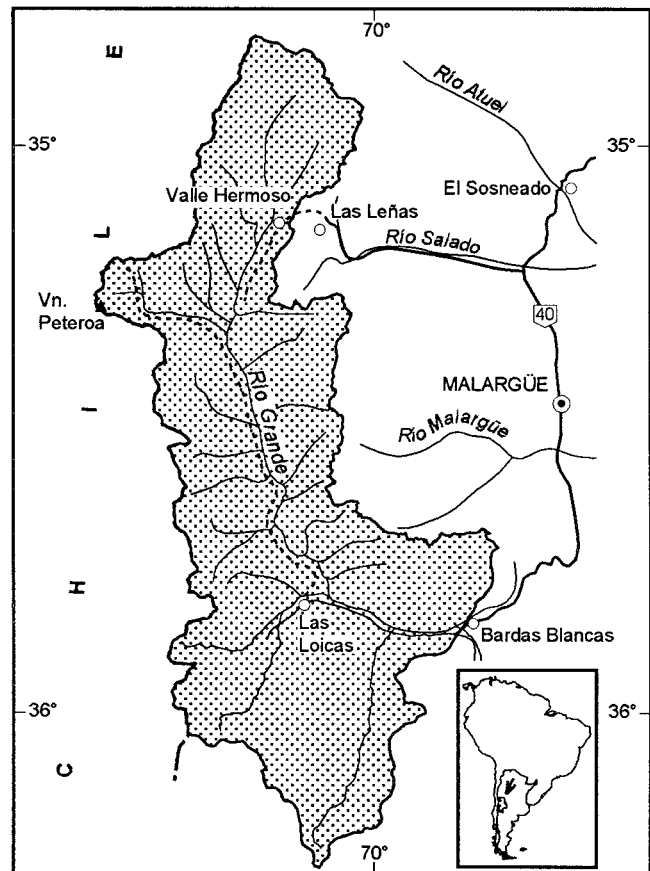 70°
E
Río Atuel
35°
35°
Valle Hermoso
El Sosneado
Las Leñas
L
Río Salado
Vn.
Peteroa
40
MALARGÜE
Río Grande
I
Río Malargüe
H
Las
Loicas
Bardas Blancas
36°
36°
C
70°